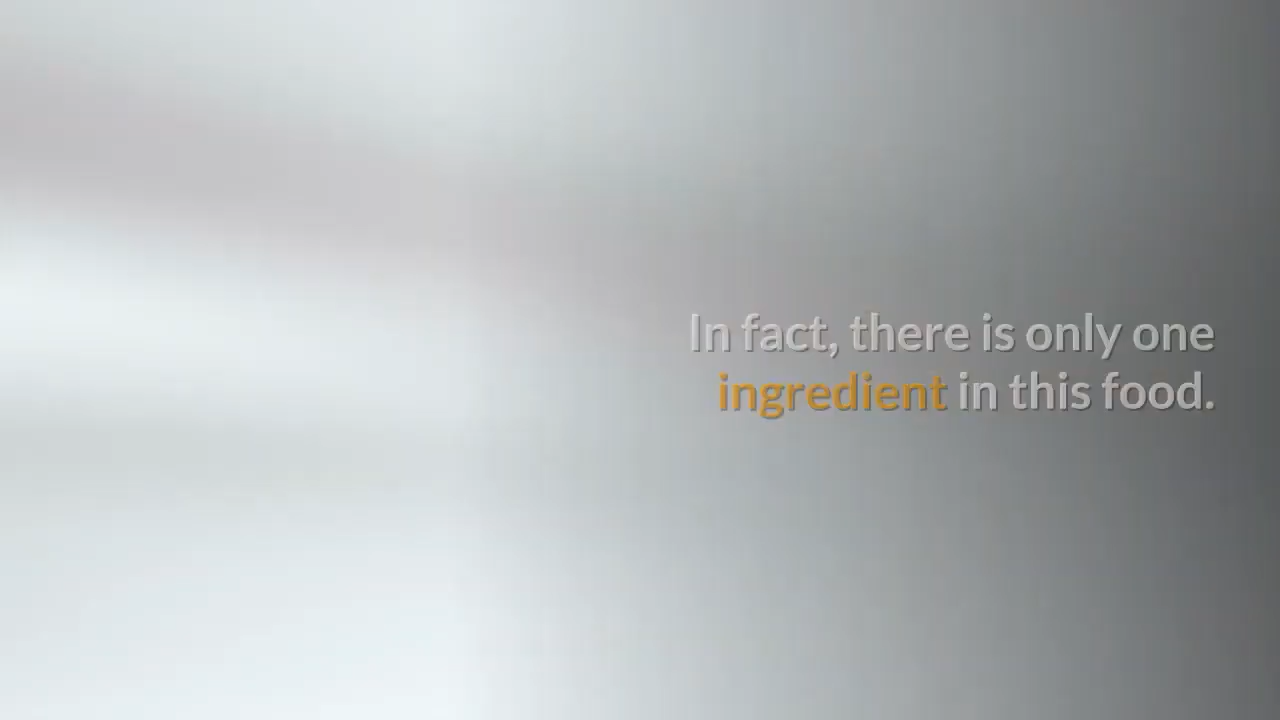 In fact, there is only one
ingredient in this food.